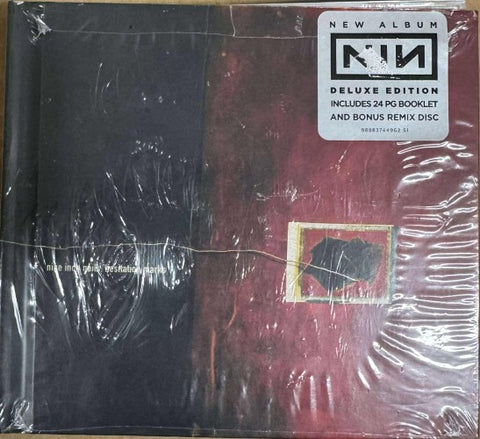 NEW ALBUM
NIN
DELUXE EDITION
INCLUDES 24 PG BOOKLET
AND BONUS REMIX DISC
nine inch nails: hesitation marks